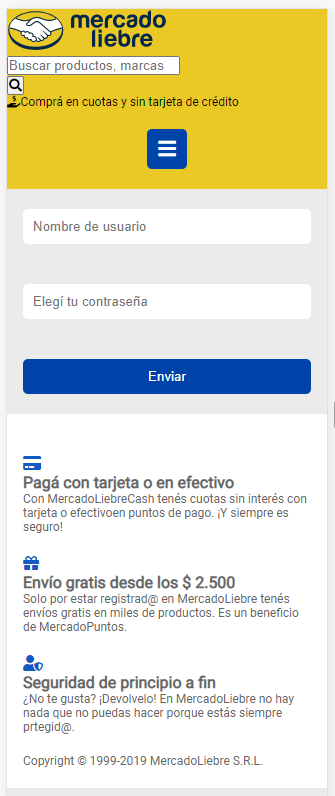 mercado
liebre
Buscar productos, marcas
Comprá en cuotas y sin tarjeta de crédito
Nombre de usuario
Elegí tu contraseña
Enviar
Pagá con tarjeta o en efectivo
Con MercadoLiebreCash tenés cuotas sin interés con
tarjeta o efectivoen puntos de pago. ¡Y siempre es
seguro!
Envío gratis desde los $ 2.500
Solo por estar registrad@ en MercadoLiebre tenés
envíos gratis en miles de productos. Es un beneficio
de MercadoPuntos.
Seguridad de principio a fin
¿No te gusta? ¡Devolvelo! En MercadoLiebre no hay
nada que no puedas hacer porque estás siempre
prtegid@.
Copyright © 1999-2019 MercadoLiebre S.R.L.